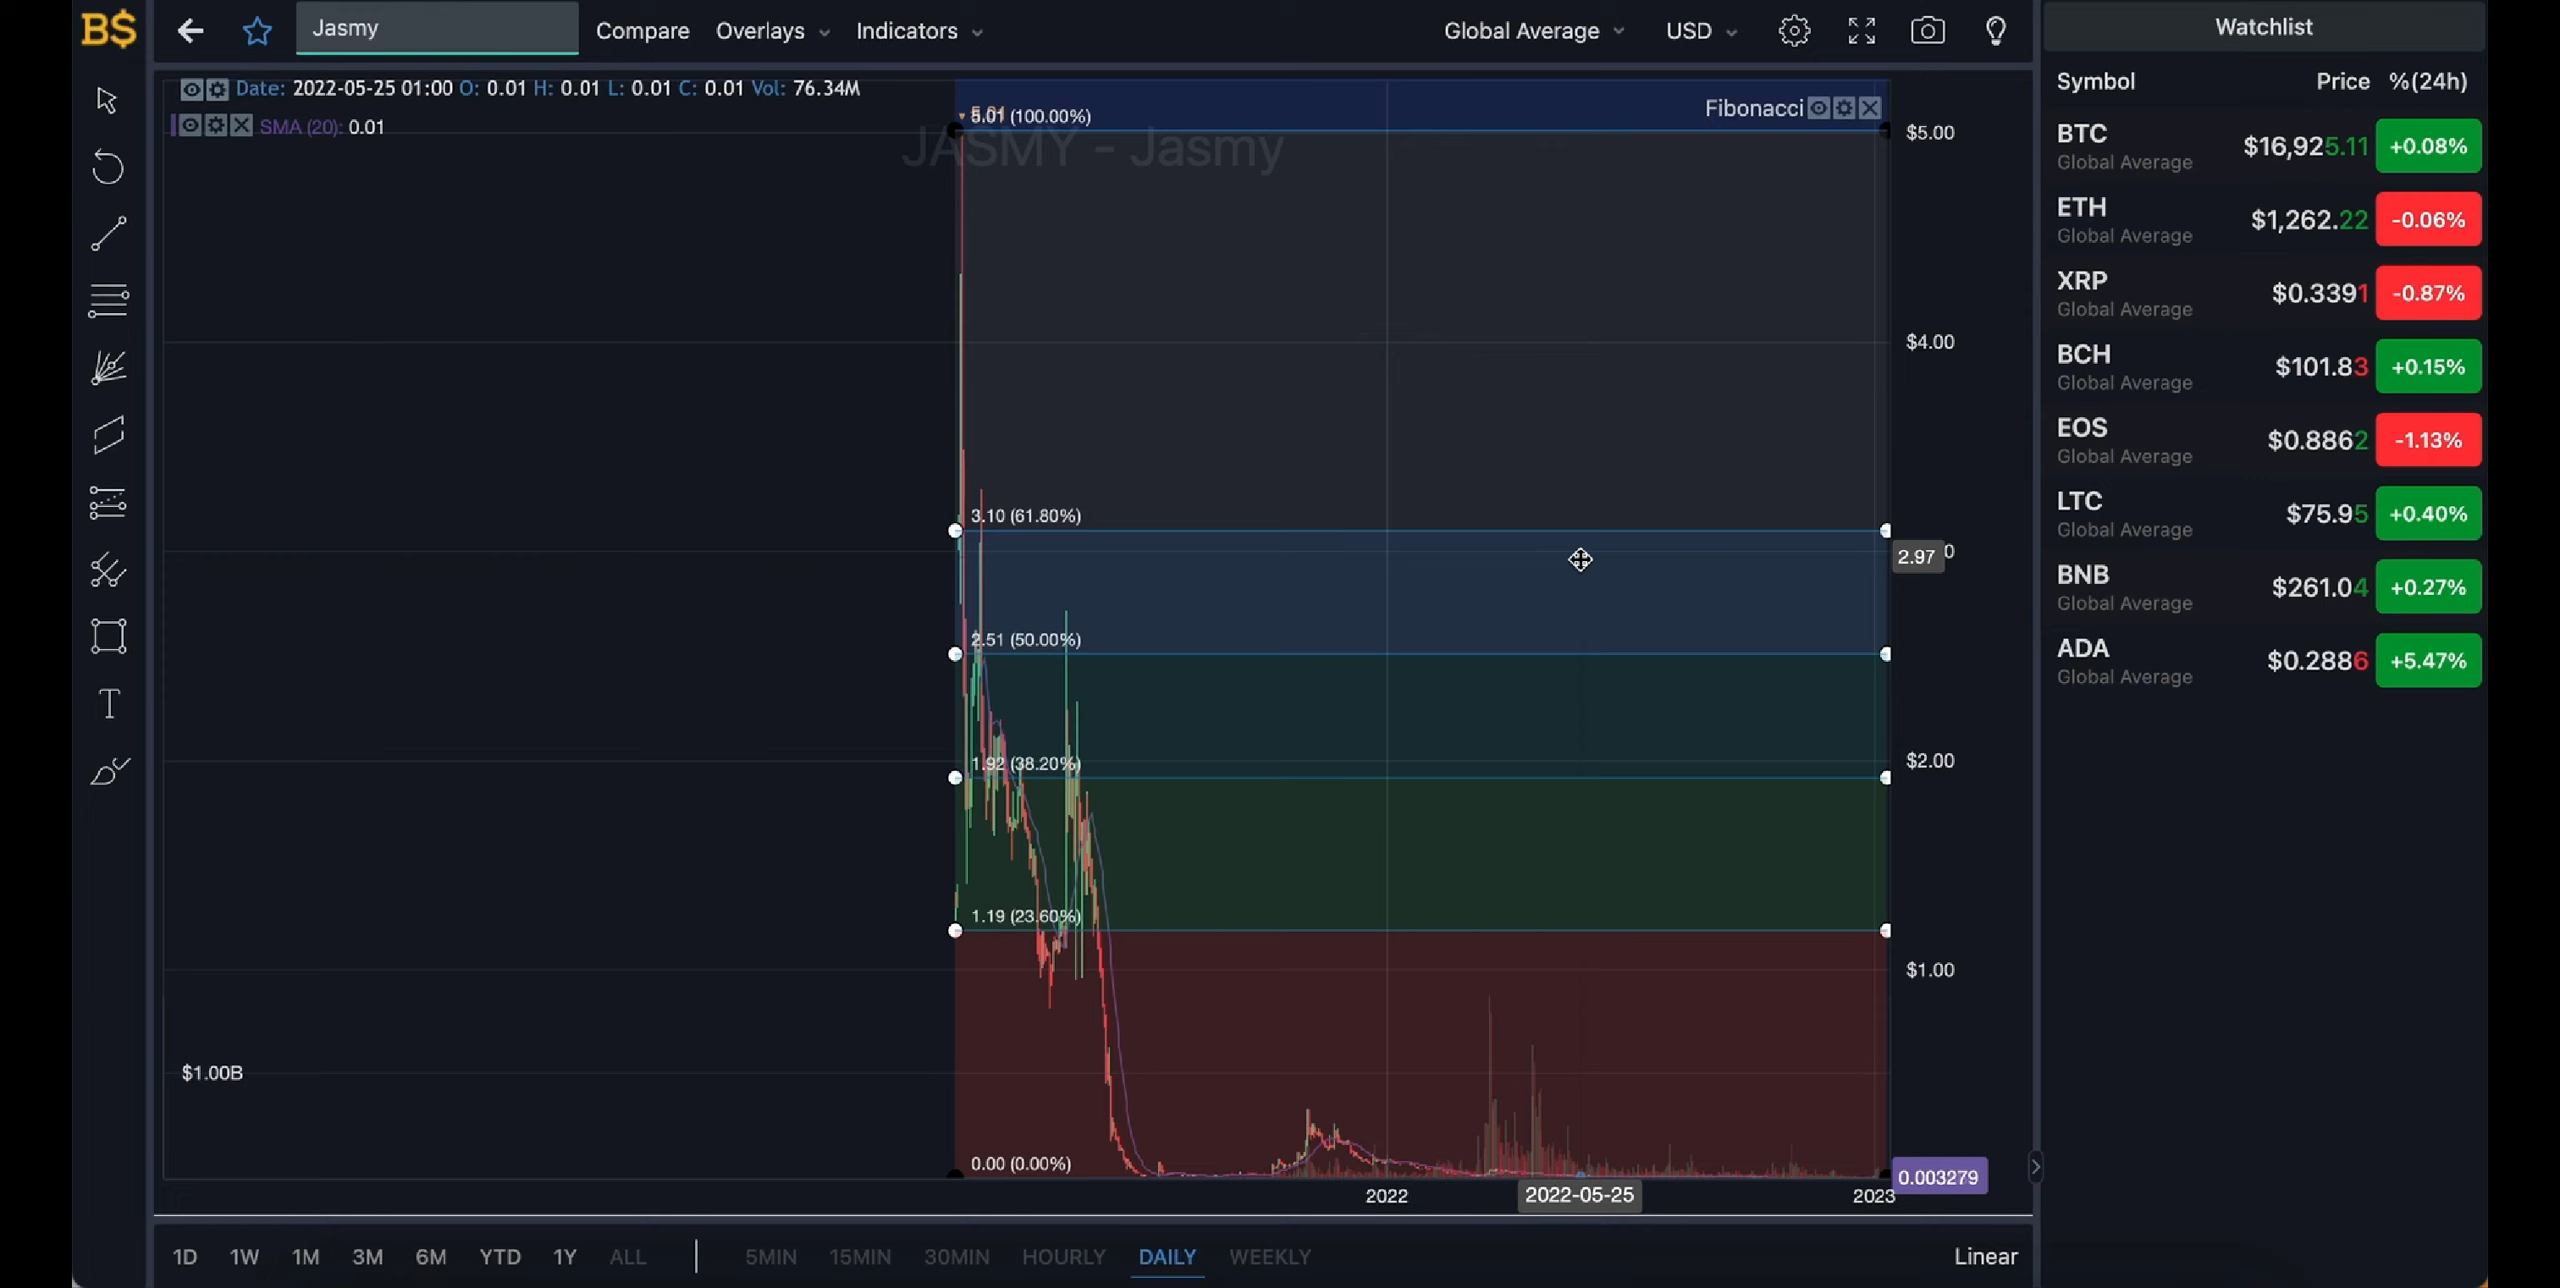 B$
Jasmy
Compare
Overlays
Indicators
Global Average
USD
Watchlist
Date: 2022-05-25 01:00 O: 0.01 H: 0.01 L: 0.01 C: 0.01 Vol: 76.34M
SMA (20): 0.01
5.01 (100.00%)
Fibonacci
JASMY - Jasmy
3.10 (61.80%)
2.51 (50.00%)
1.92 (38.20%)
1.19 (23.60%)
0.00 (0.00%)
$5.00
$4.00
2.97
0
$2.00
$1.00
0.003279
$1.00B
2022
2022-05-25
2023
1D 1W 1M 3M 6M YTD 1Y ALL
5MIN 15MIN 30MIN HOURLY DAILY WEEKLY
Linear
Symbol Price %(24h)
BTC $16,925.11 +0.08%
Global Average
ETH $1,262.22 -0.06%
Global Average
XRP $0.3391 -0.87%
Global Average
BCH $101.83 +0.15%
Global Average
EOS $0.8862 -1.13%
Global Average
LTC $75.95 +0.40%
Global Average
BNB $261.04 +0.27%
Global Average
ADA $0.2886 +5.47%
Global Average